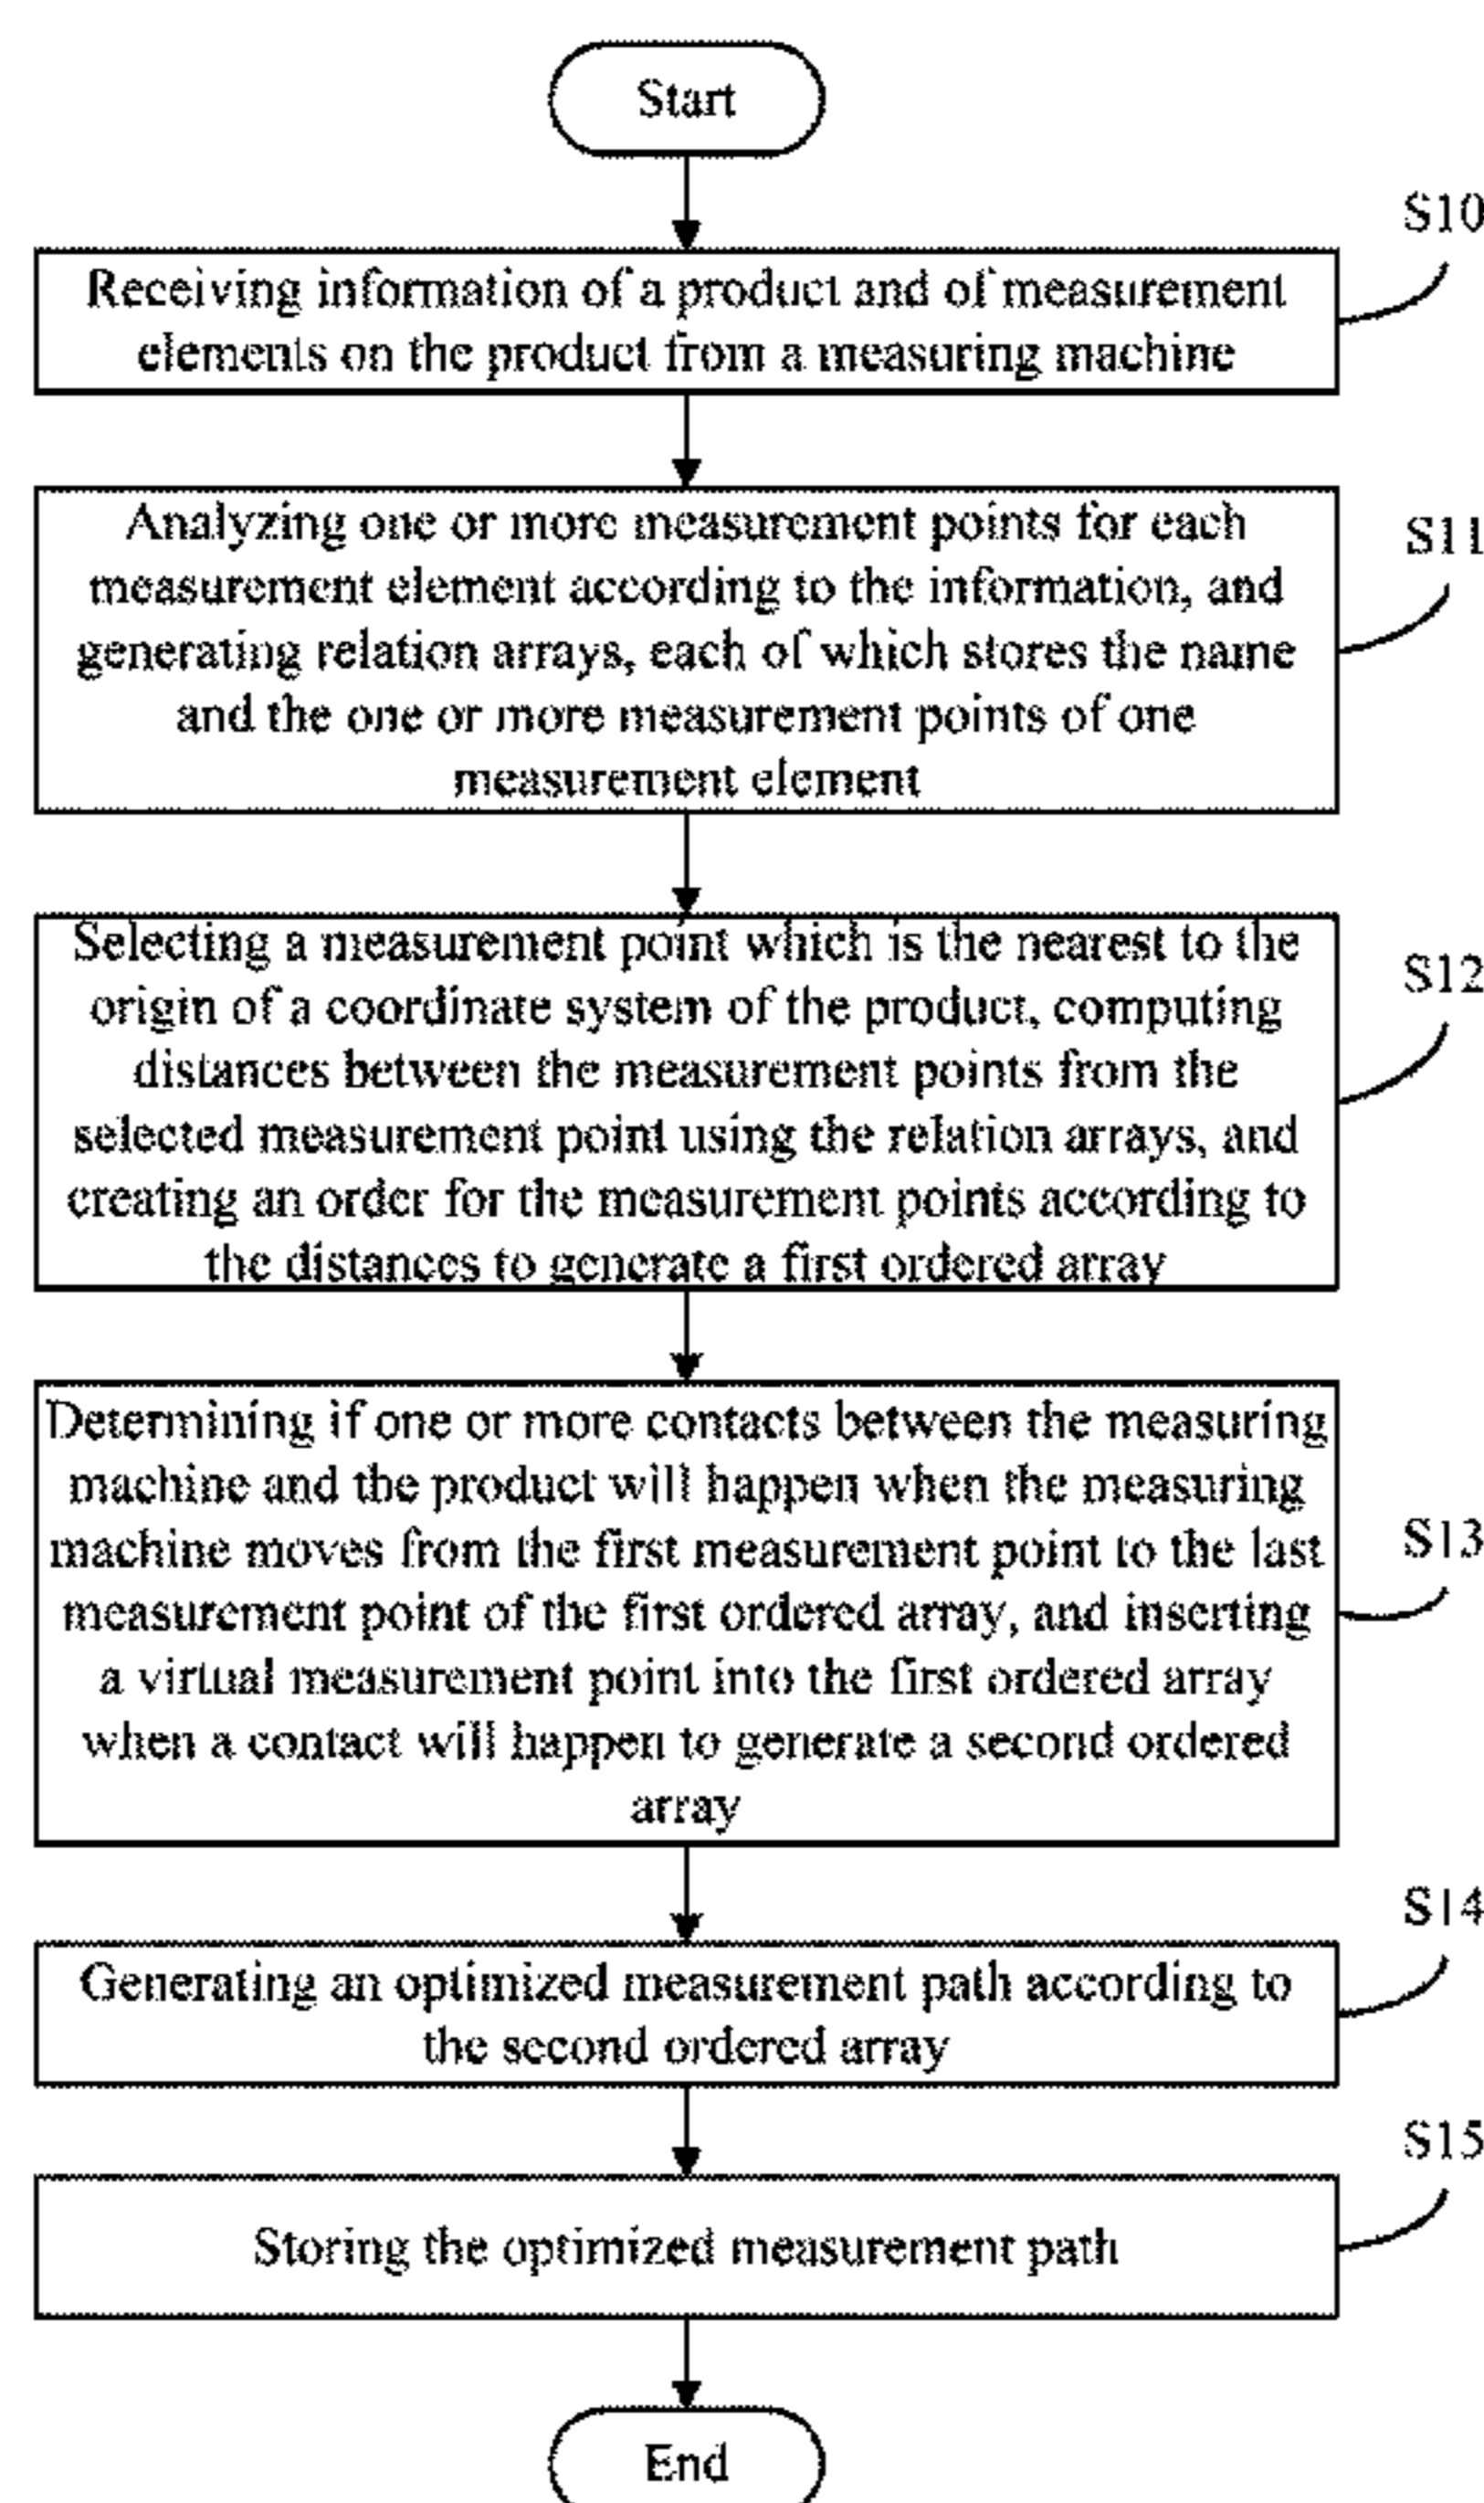 Start
S10
Receiving information of a product and of measurement
elements on the product from a measuring machine
S11
Analyzing one or more measurement points for each
measurement element according to the information, and
generating relation arrays, each of which stores the name
and the one or more measurement points of one
measurement element
S12
Selecting a measurement point which is the nearest to the
origin of a coordinate system of the product, computing
distances between the measurement points from the
selected measurement point using the relation arrays, and
creating an order for the measurement points according to
the distances to generate a first ordered array
S13
Determining if one or more contacts between the measuring
machine and the product will happen when the measuring
machine moves from the first measurement point to the last
measurement point of the first ordered array, and inserting
a virtual measurement point into the first ordered array
when a contact will happen to generate a second ordered
array
S14
Generating an optimized measurement path according to
the second ordered array
S15
Storing the optimized measurement path
End